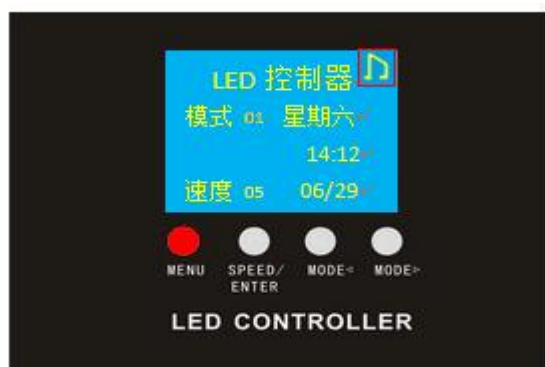 LED 控制器
模式 01 星期六
14:12
速度 05 06/29
MENU SPEED/ENTER MODE< MODE>
LED CONTROLLER